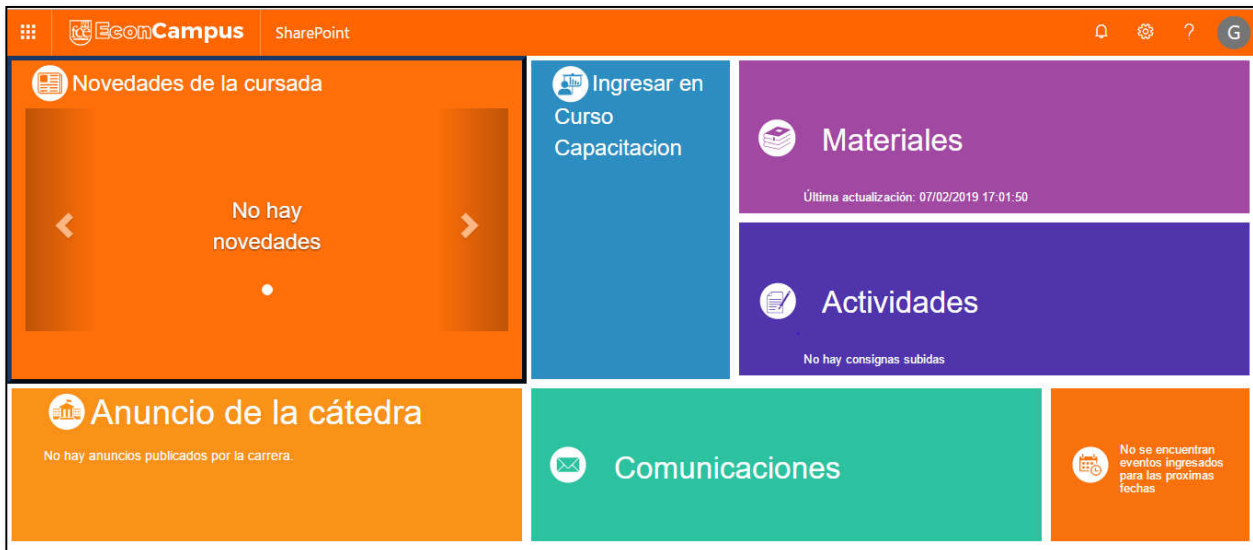 EconCampus SharePoint ? G
Novedades de la cursada
No hay
novedades
Ingresar en
Curso
Capacitacion
Materiales
Última actualización: 07/02/2019 17:01:50
Actividades
No hay consignas subidas
Anuncio de la cátedra
No hay anuncios publicados por la carrera.
Comunicaciones
No se encuentran
eventos ingresados
para las proximas
fechas